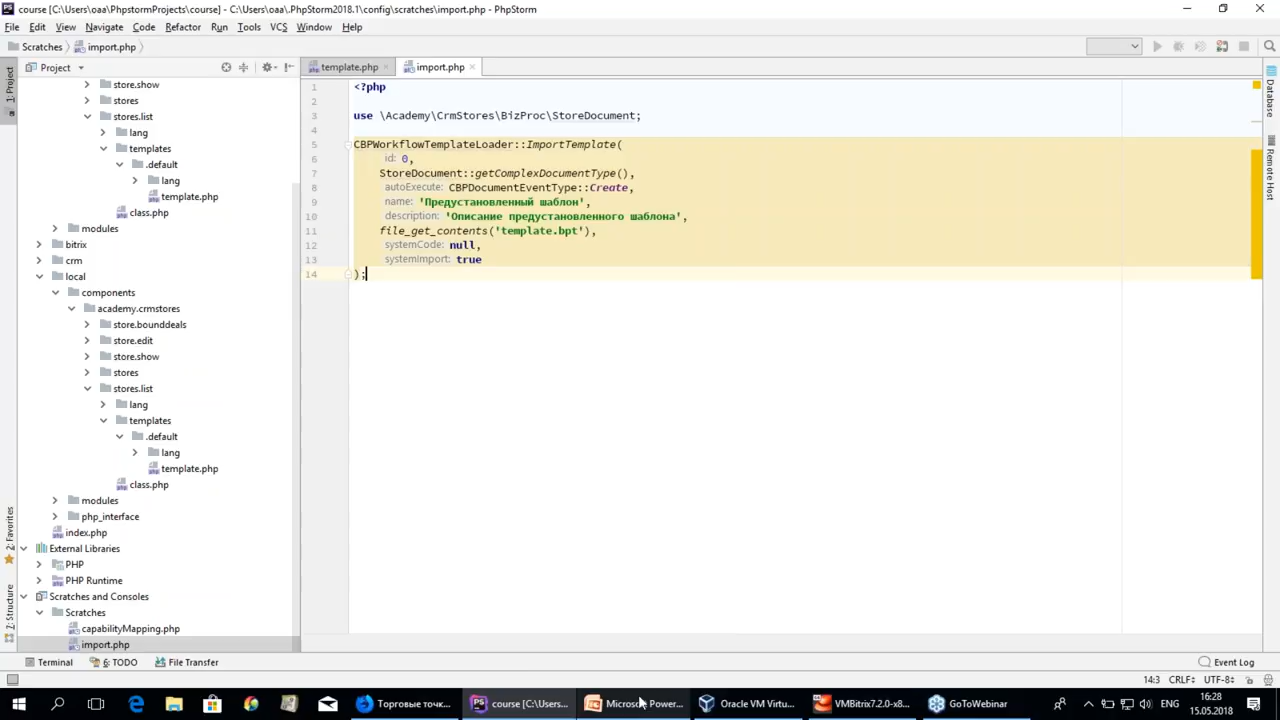 course [C:\Users\oaa\PhpstormProjects\course] - C:\Users\oaa\.PhpStorm2018.1\config\scratches\import.php - PhpStorm
File Edit View Navigate Code Refactor Run Tools VCS Window Help
Scratches import.php
Project
template.php
import.php
1: Project
2: Favorites
Z: Structure
Database
Remote Host
store.show
stores
stores.list
lang
templates
.default
lang
template.php
class.php
modules
bitrix
crm
local
components
academy.crmstores
store.bounddeals
store.edit
store.show
stores
stores.list
lang
templates
.default
lang
template.php
class.php
modules
php_interface
index.php
External Libraries
PHP
PHP Runtime
Scratches and Consoles
Scratches
capabilityMapping.php
import.php
1 <?php
2
3 use \Academy\CrmStores\BizProc\StoreDocument;
4
5 CBPWorkflowTemplateLoader::ImportTemplate(
6 id: 0,
7 StoreDocument::getComplexDocumentType(),
8 autoExecute: CBPDocumentEventType::Create,
9 name: 'Предустановленный шаблон',
10 description: 'Описание предустановленного шаблона',
11 file_get_contents('template.bpt'),
12 systemCode: null,
13 systemImport: true
14 );
Terminal 6: TODO File Transfer Event Log
14:3 CRLF÷ UTF-8÷
course [C:\Users... Microsoft Power... Oracle VM Virtu... VMBitrix7.2.0-x8... GoToWebinar
Торговые точк...
ENG
16:28
15.05.2018